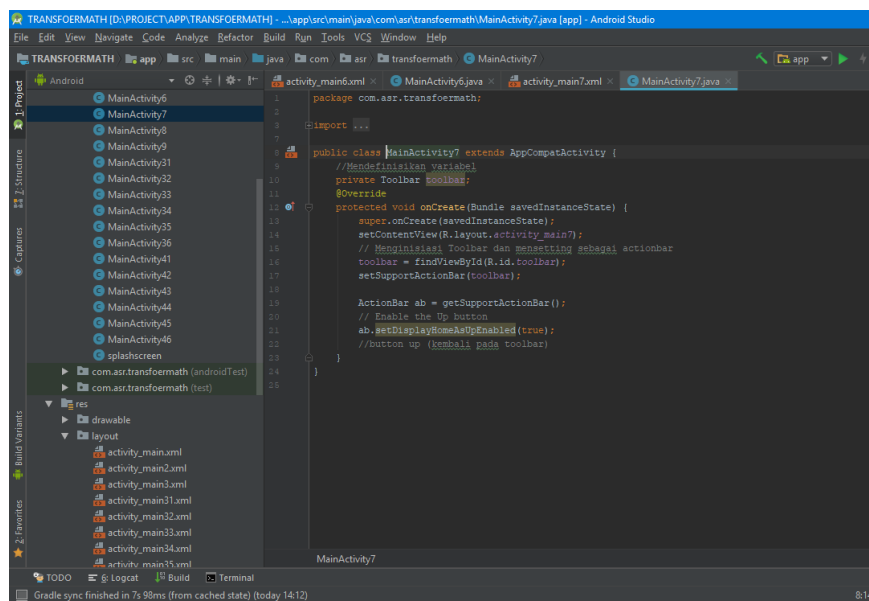 TRANSFOERMATH [D:\PROJECT\APP\TRANSFOERMATH] - ...\app\src\main\java\com\asr\transfoermath\MainActivity7.java [app] - Android Studio
File Edit View Navigate Code Analyze Refactor Build Run Tools VCS Window Help
TRANSFOERMATH app src main java com asr transfoermath MainActivity7 app
Android activity_main6.xml MainActivity6.java activity_main7.xml MainActivity7.java
1: Project
7: Structure
Captures
Build Variants
2: Favorites
MainActivity6
MainActivity7
MainActivity8
MainActivity9
MainActivity31
MainActivity32
MainActivity33
MainActivity34
MainActivity35
MainActivity36
MainActivity41
MainActivity42
MainActivity43
MainActivity44
MainActivity45
MainActivity46
splashscreen
com.asr.transfoermath (androidTest)
com.asr.transfoermath (test)
res
drawable
layout
activity_main.xml
activity_main2.xml
activity_main3.xml
activity_main31.xml
activity_main32.xml
activity_main33.xml
activity_main34.xml
activity_main35.xml
1 package com.asr.transfoermath;
2
3 import ...
7
8 public class MainActivity7 extends AppCompatActivity {
9 //Mendefinisikan variabel
10 private Toolbar toolbar;
11 @Override
12 protected void onCreate(Bundle savedInstanceState) {
13 super.onCreate(savedInstanceState);
14 setContentView(R.layout.activity_main7);
15 // Menginisiasi Toolbar dan mensetting sebagai actionbar
16 toolbar = findViewById(R.id.toolbar);
17 setSupportActionBar(toolbar);
18
19 ActionBar ab = getSupportActionBar();
20 // Enable the Up button
21 ab.setDisplayHomeAsUpEnabled(true);
22 //button up (kembali pada toolbar)
23 }
24 }
25
MainActivity7
TODO 6: Logcat Build Terminal
Gradle sync finished in 7s 98ms (from cached state) (today 14:12) 8:14